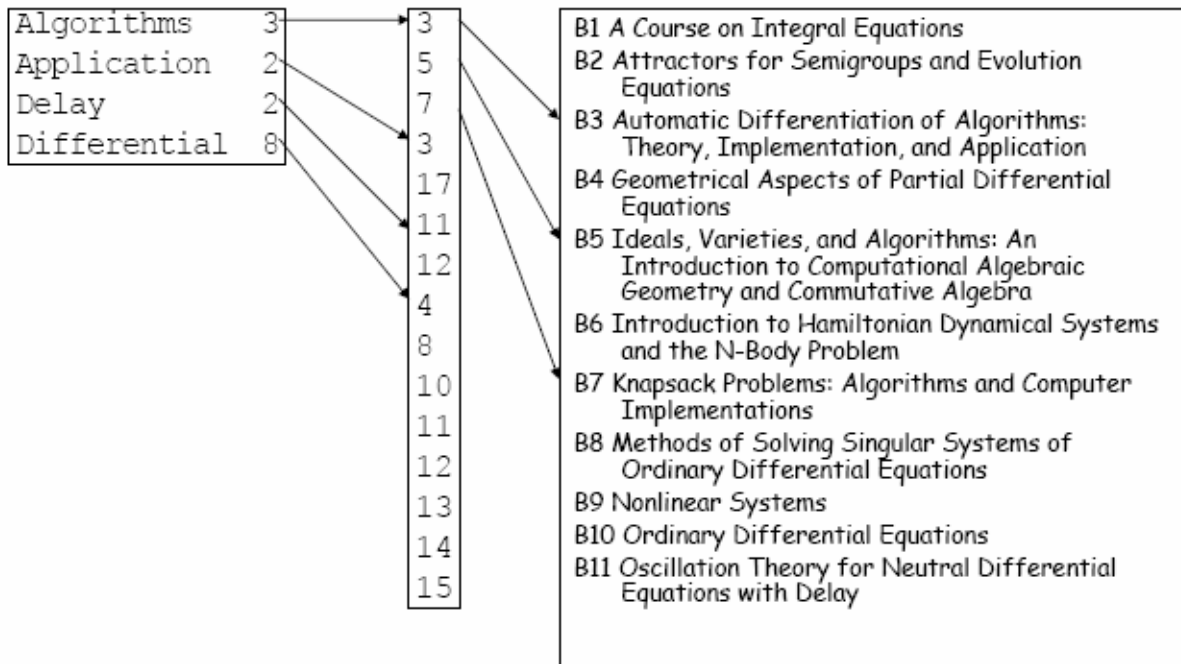 Algorithms 3
Application 2
Delay 2
Differential 8
3
5
7
3
17
11
12
4
8
10
11
12
13
14
15
B1 A Course on Integral Equations
B2 Attractors for Semigroups and Evolution
Equations
B3 Automatic Differentiation of Algorithms:
Theory, Implementation, and Application
B4 Geometrical Aspects of Partial Differential
Equations
B5 Ideals, Varieties, and Algorithms: An
Introduction to Computational Algebraic
Geometry and Commutative Algebra
B6 Introduction to Hamiltonian Dynamical Systems
and the N-Body Problem
B7 Knapsack Problems: Algorithms and Computer
Implementations
B8 Methods of Solving Singular Systems of
Ordinary Differential Equations
B9 Nonlinear Systems
B10 Ordinary Differential Equations
B11 Oscillation Theory for Neutral Differential
Equations with Delay